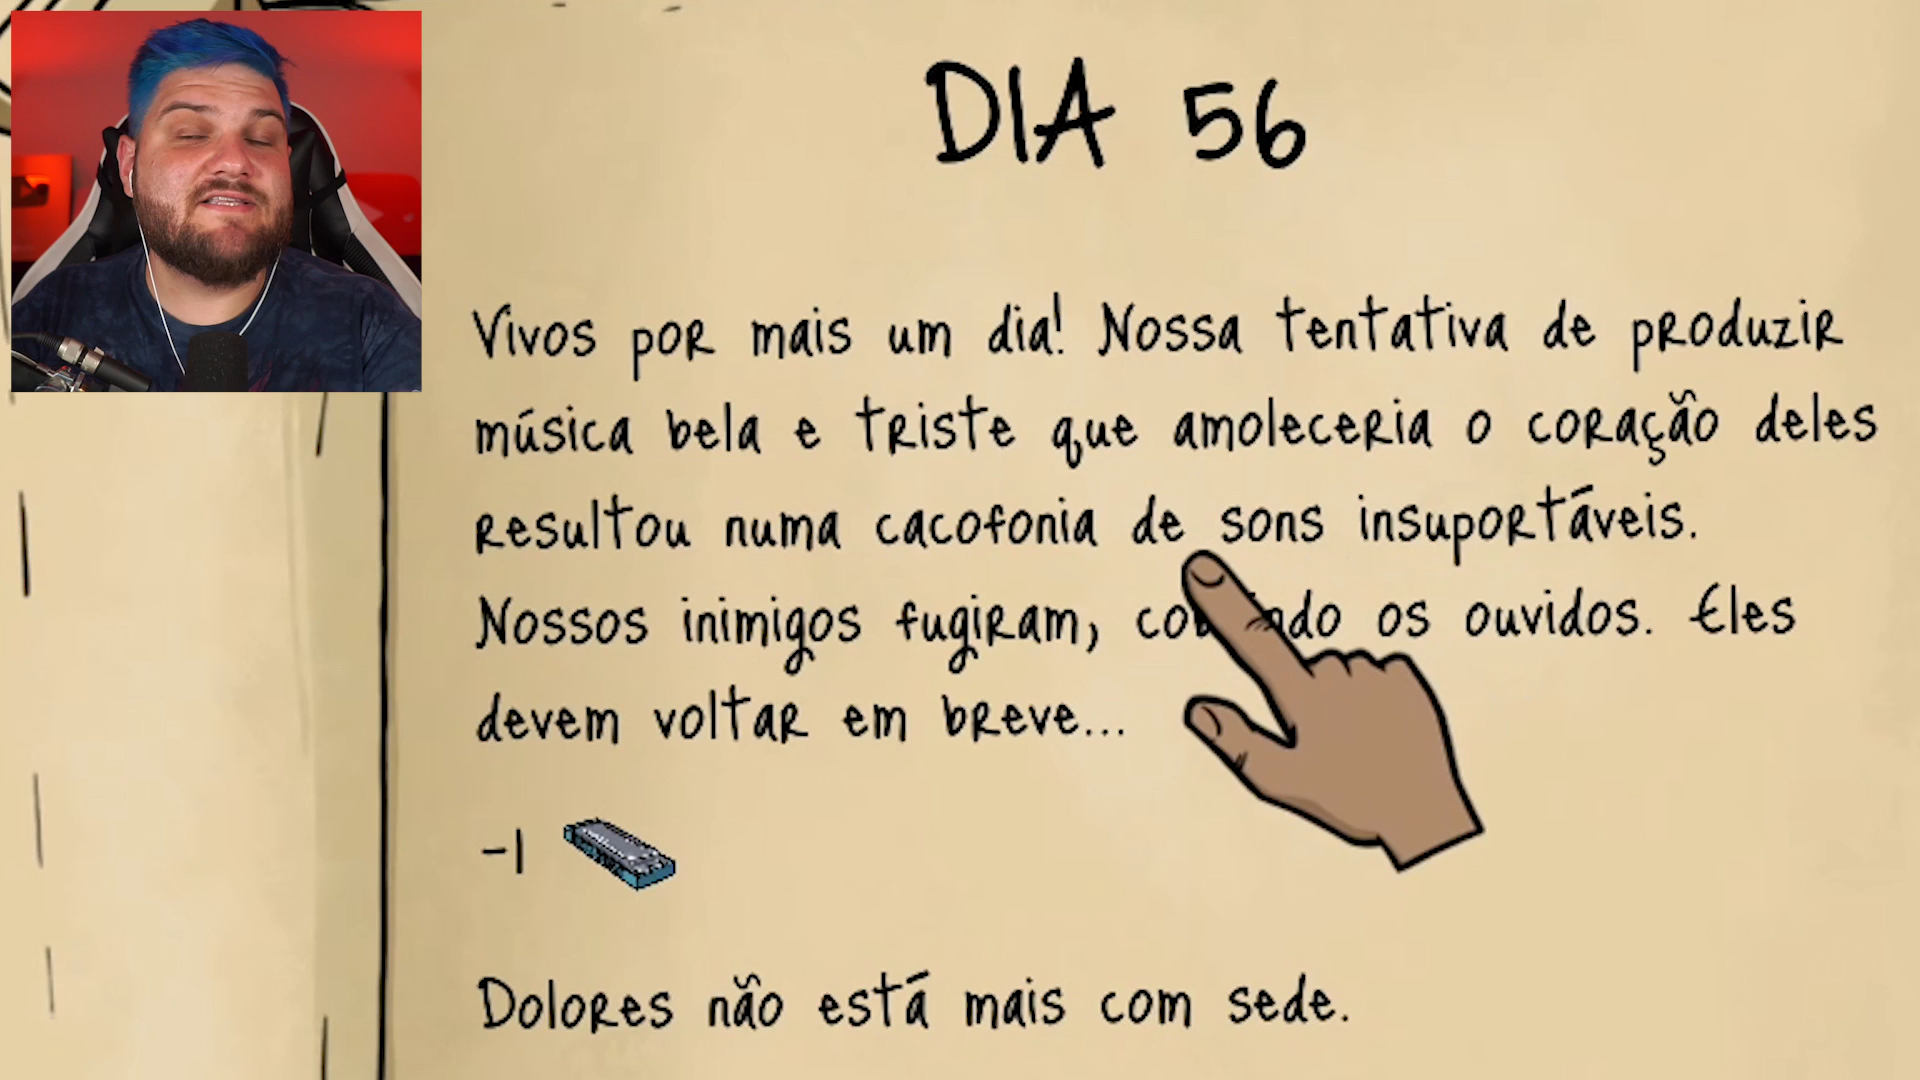 DIA 56
Vivos por mais um dia! Nossa tentativa de produzir
música bela e triste que amoleceria o coração deles
resultou numa cacofonia de sons insuportáveis.
Nossos inimigos fugiram, os ouvidos. Eles
devem voltar em breve...
-1
Dolores não está mais com sede.